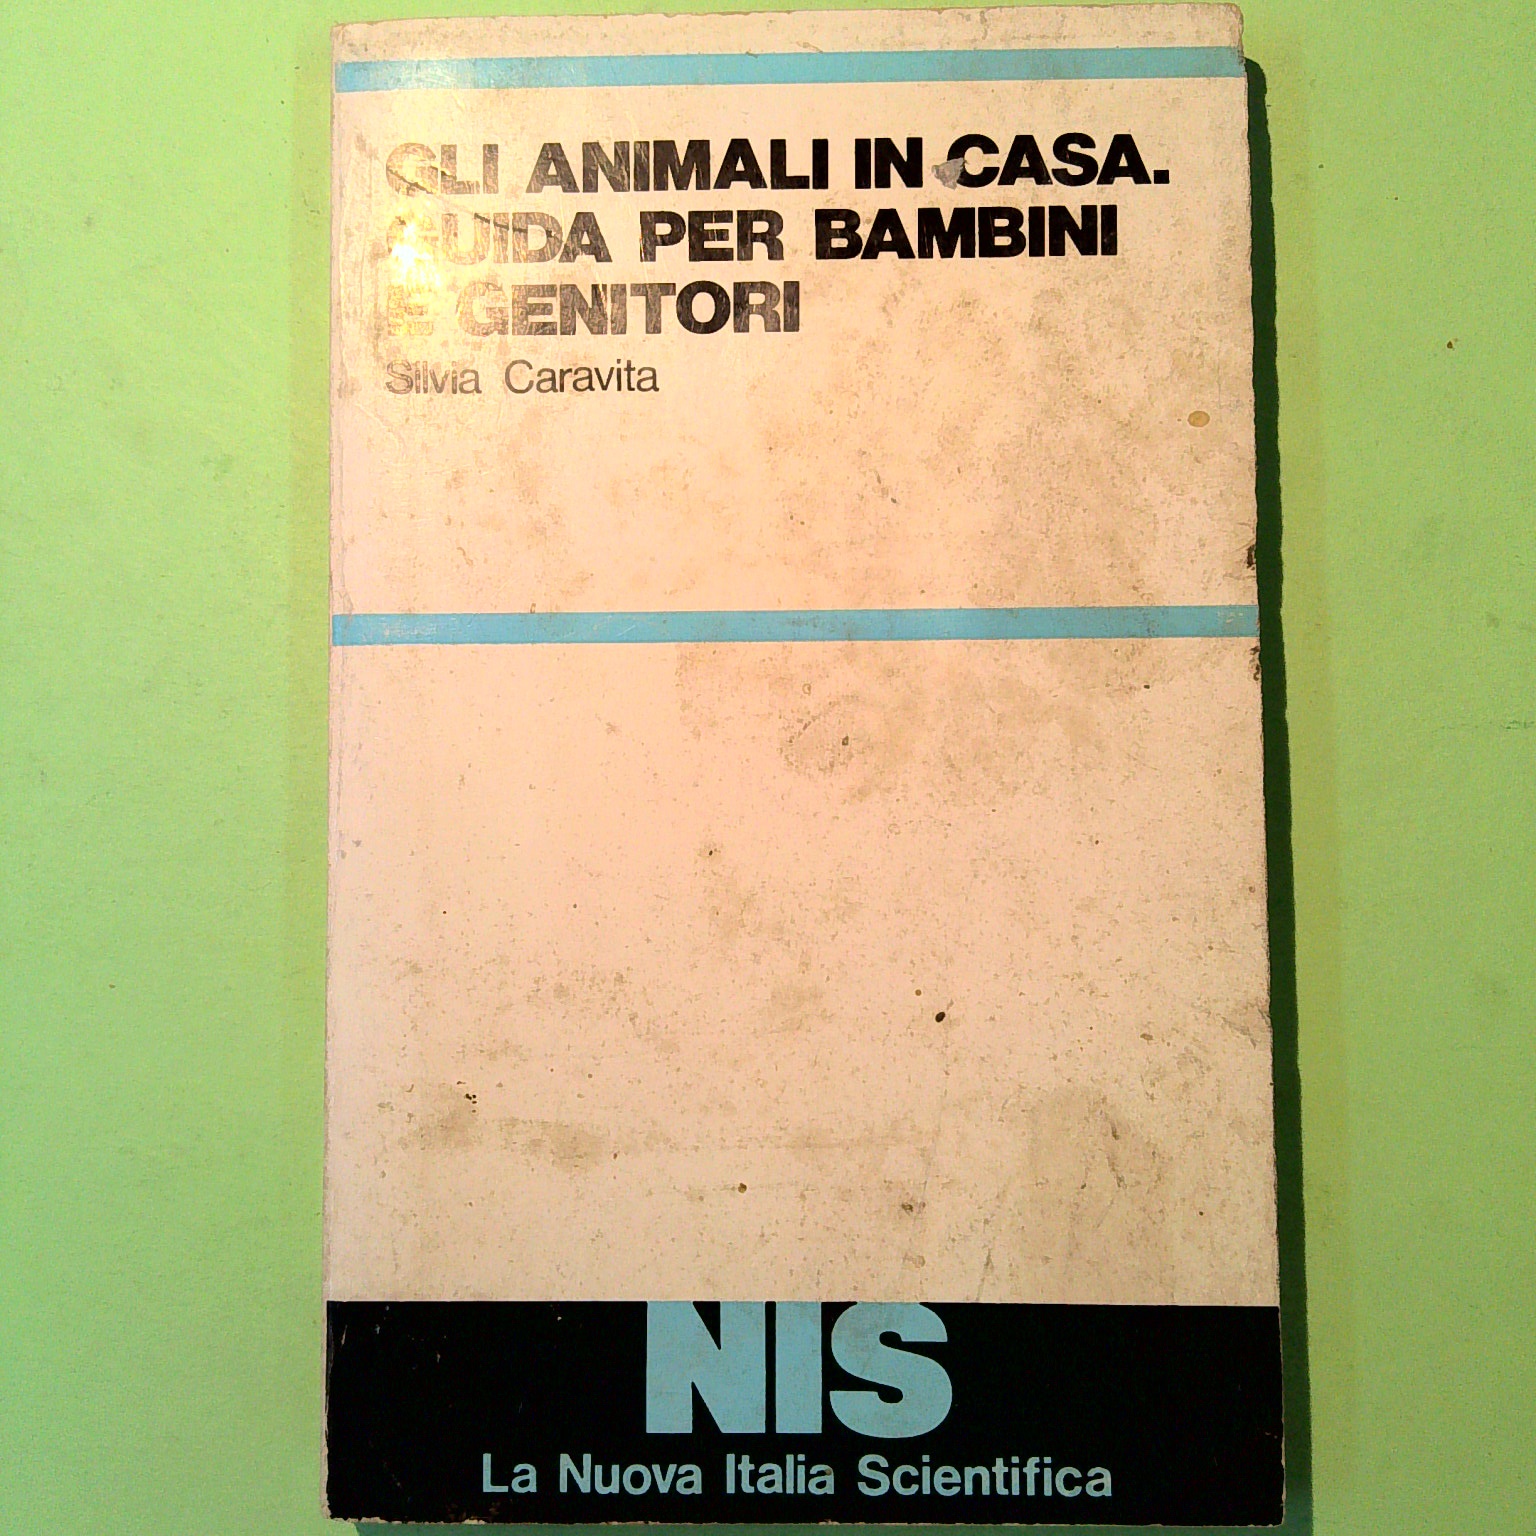 GLI ANIMALI IN CASA.
GUIDA PER BAMBINI
E GENITORI
Silvia Caravita
NIS
La Nuova Italia Scientifica